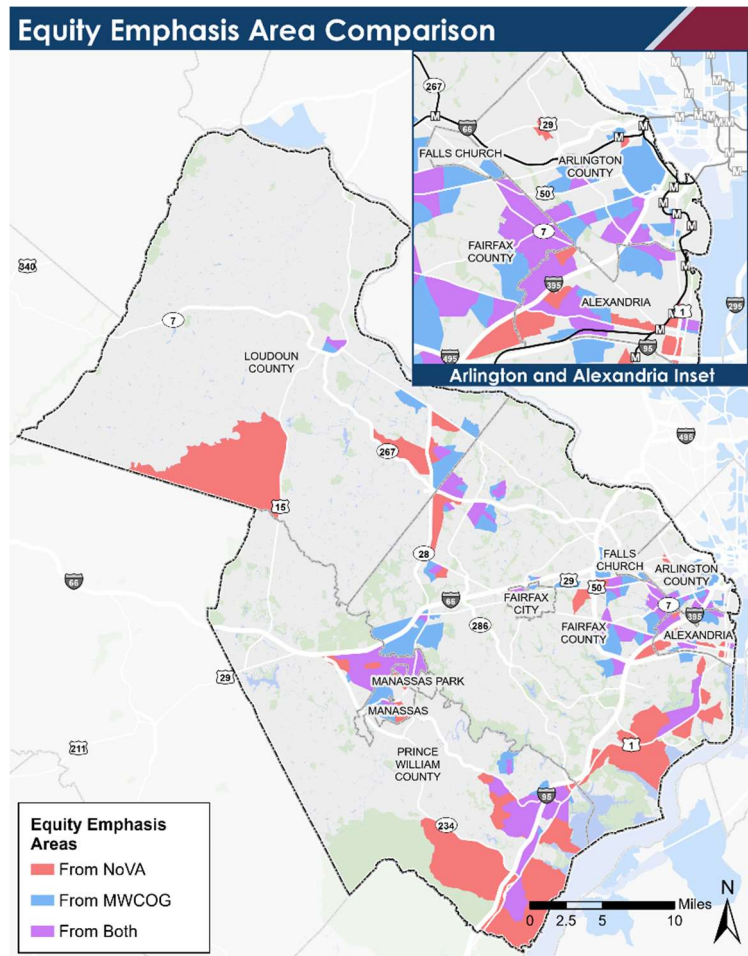 Equity Emphasis Area Comparison
267
66
29
M
FALLS CHURCH
ARLINGTON
COUNTY
50
7
FAIRFAX
COUNTY
395
ALEXANDRIA
1
295
95
495
Arlington and Alexandria Inset
340
7
LOUDOUN
COUNTY
495
267
15
28
66
66
29
FALLS
CHURCH
ARLINGTON
COUNTY
50
FAIRFAX
CITY
7
395
286
FAIRFAX
COUNTY
ALEXANDRIA
29
MANASSAS PARK
MANASSAS
211
1
PRINCE
WILLIAM
COUNTY
95
234
Equity Emphasis
Areas
From NoVA
From MWCOG
From Both
N
Miles
0 2.5 5 10